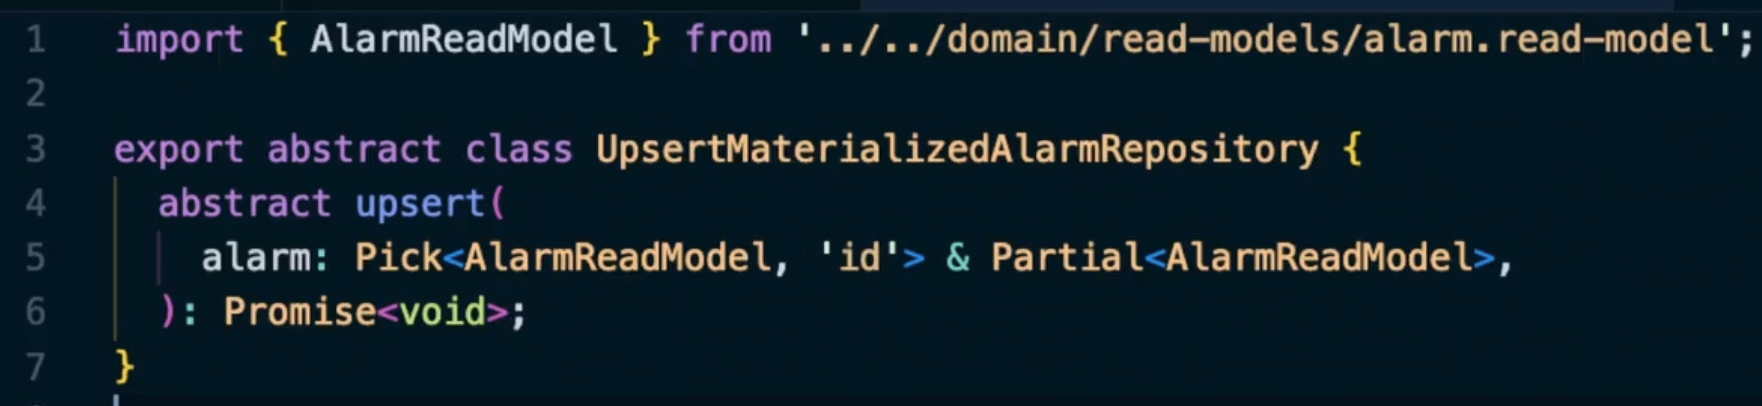 1 import { AlarmReadModel } from '../../domain/read-models/alarm.read-model';
2
3 export abstract class UpsertMaterializedAlarmRepository {
4   abstract upsert(
5     alarm: Pick<AlarmReadModel, 'id'> & Partial<AlarmReadModel>,
6   ): Promise<void>;
7 }